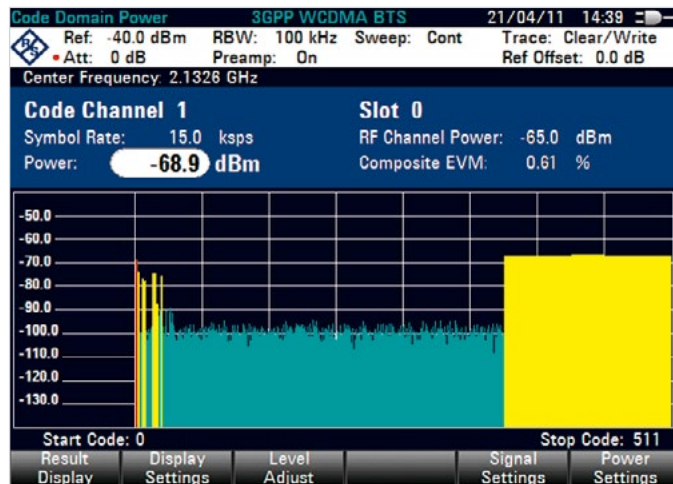 Code Domain Power 3GPP WCDMA BTS 21/04/11 14:39
Ref: -40.0 dBm RBW: 100 kHz Sweep: Cont Trace: Clear/Write
Att: 0 dB Preamp: On Ref Offset: 0.0 dB
Center Frequency: 2.1326 GHz
Code Channel 1 Slot 0
Symbol Rate: 15.0 ksps RF Channel Power: -65.0 dBm
Power: -68.9 dBm Composite EVM: 0.61 %
-50.0
-60.0
-70.0
-80.0
-90.0
-100.0
-110.0
-120.0
-130.0
Start Code: 0 Stop Code: 511
Result Display Display Settings Level Adjust Signal Settings Power Settings